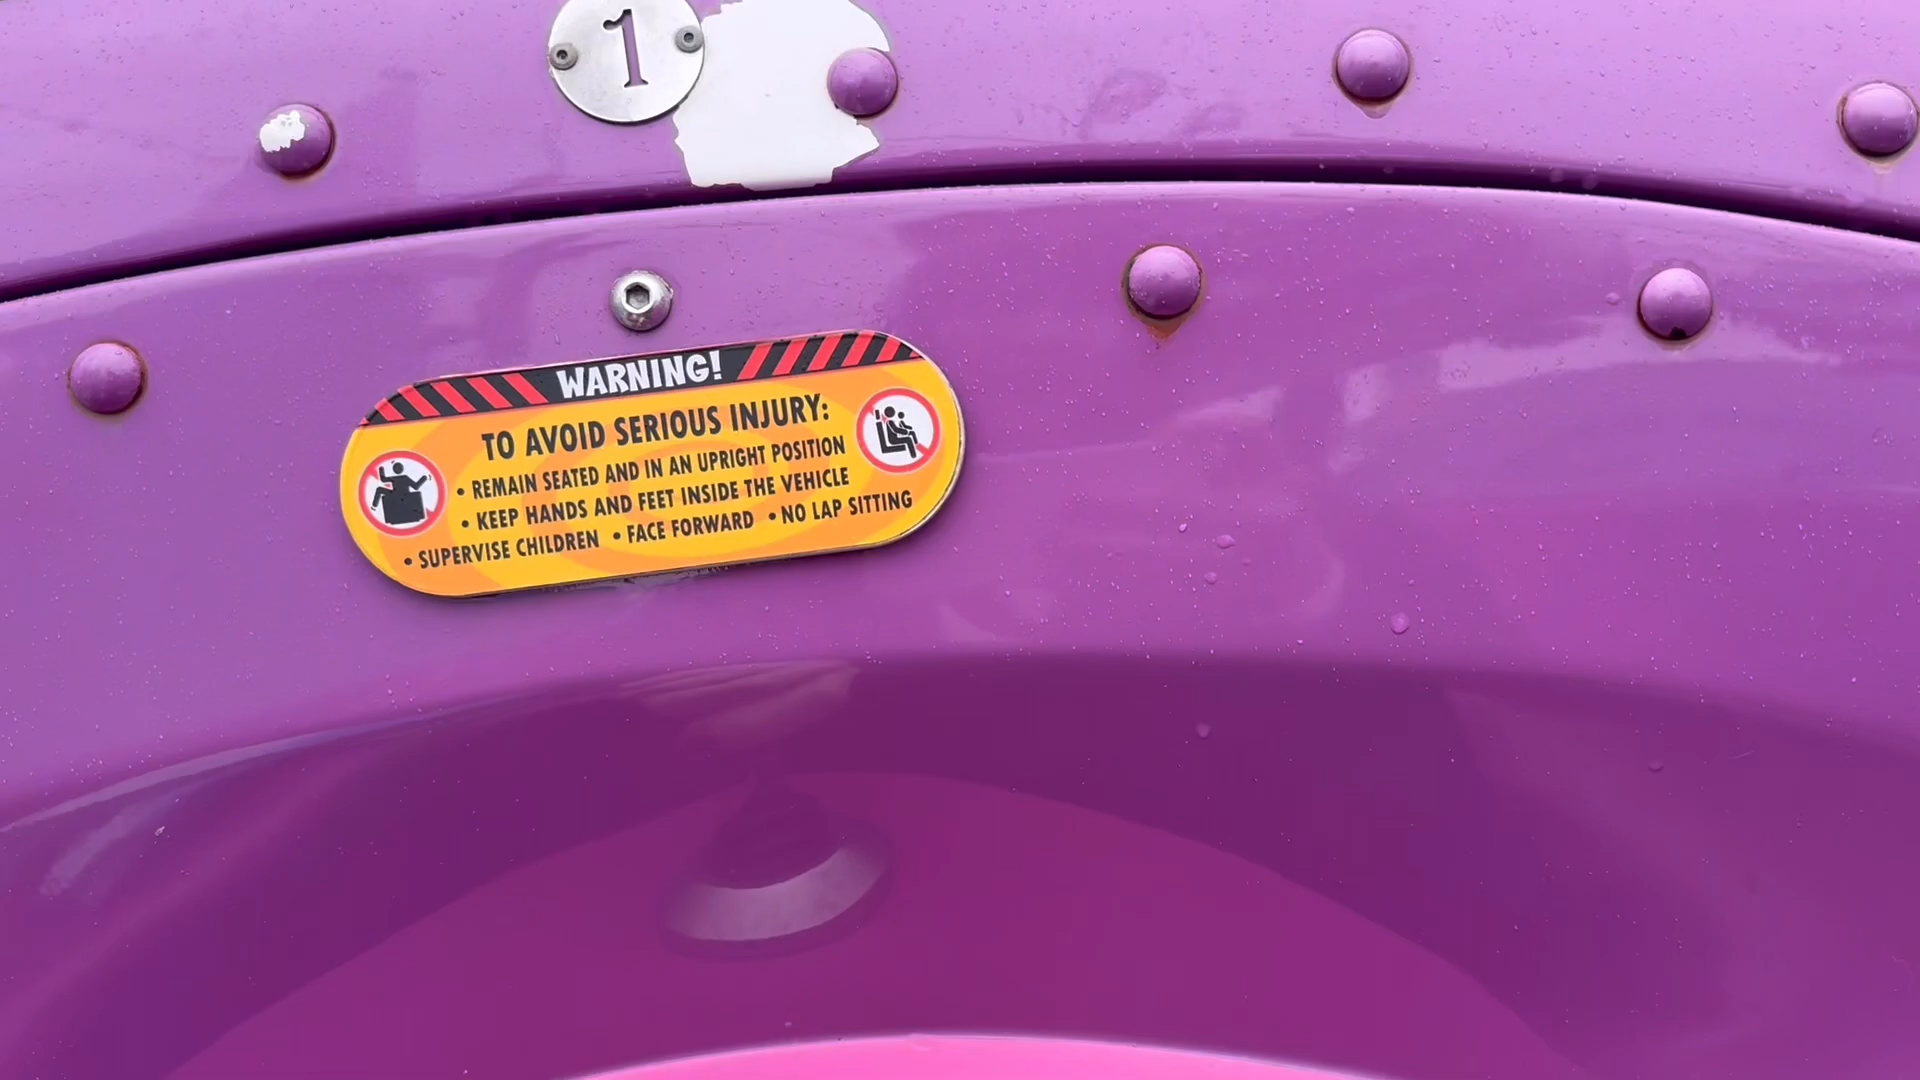 1
WARNING!
TO AVOID SERIOUS INJURY:
• REMAIN SEATED AND IN AN UPRIGHT POSITION
• KEEP HANDS AND FEET INSIDE THE VEHICLE
• SUPERVISE CHILDREN • FACE FORWARD • NO LAP SITTING